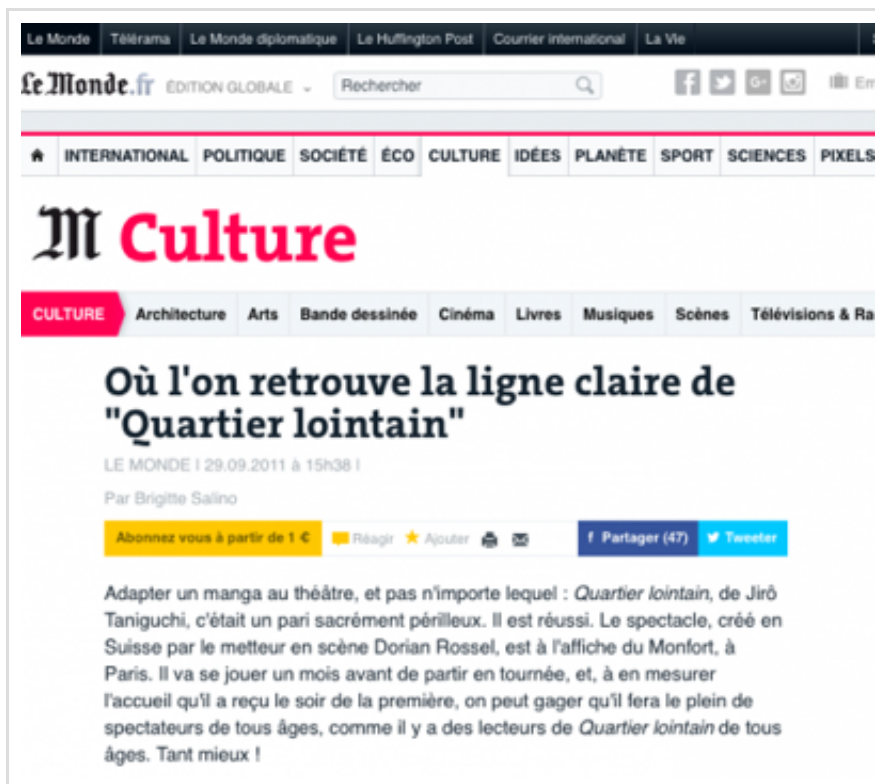 Le Monde Télérama Le Monde diplomatique Le Huffington Post Courrier international La Vie
Le Monde.fr ÉDITION GLOBALE Rechercher
INTERNATIONAL POLITIQUE SOCIÉTÉ ÉCO CULTURE IDÉES PLANÈTE SPORT SCIENCES PIXELS
M Culture
CULTURE Architecture Arts Bande dessinée Cinéma Livres Musiques Scènes Télévisions & Ra
Où l'on retrouve la ligne claire de
"Quartier lointain"
LE MONDE | 29.09.2011 à 15h38 |
Par Brigitte Salino
Abonnez vous à partir de 1 € Réagir Ajouter f Partager (47) Tweeter
Adapter un manga au théâtre, et pas n'importe lequel : Quartier lointain, de Jirô
Taniguchi, c'était un pari sacrément périlleux. Il est réussi. Le spectacle, créé en
Suisse par le metteur en scène Dorian Rossel, est à l'affiche du Monfort, à
Paris. Il va se jouer un mois avant de partir en tournée, et, à en mesurer
l'accueil qu'il a reçu le soir de la première, on peut gager qu'il fera le plein de
spectateurs de tous âges, comme il y a des lecteurs de Quartier lointain de tous
âges. Tant mieux !